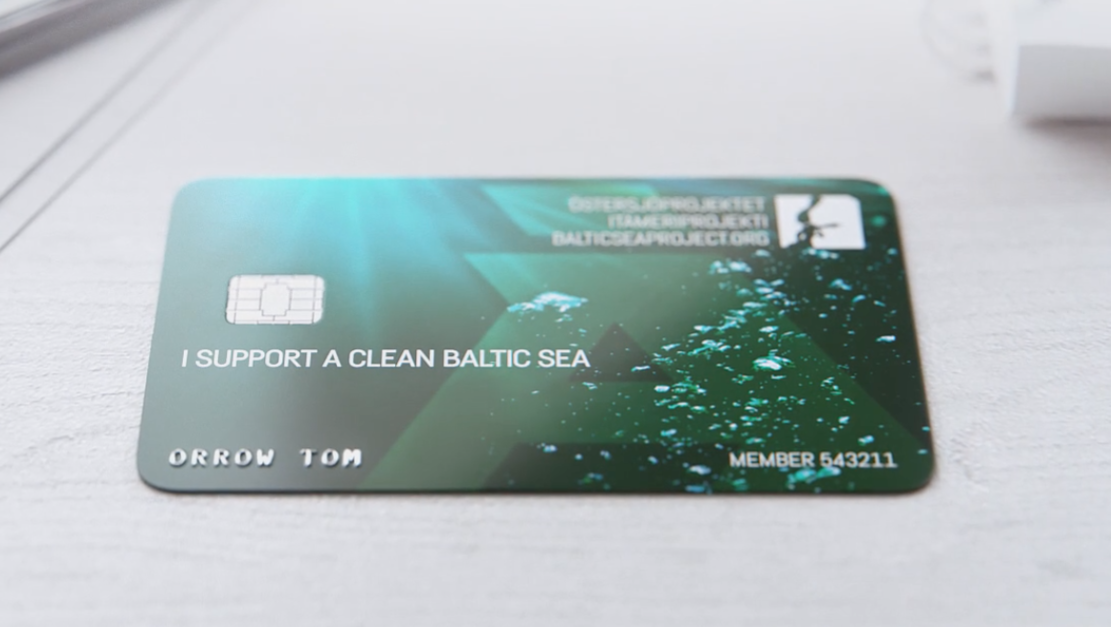 ÖSTERSJÖPROJEKTET
ITÄMERIPROJEKTI
BALTICSEAPROJECT.ORG
I SUPPORT A CLEAN BALTIC SEA
ORROW TOM
MEMBER 543211